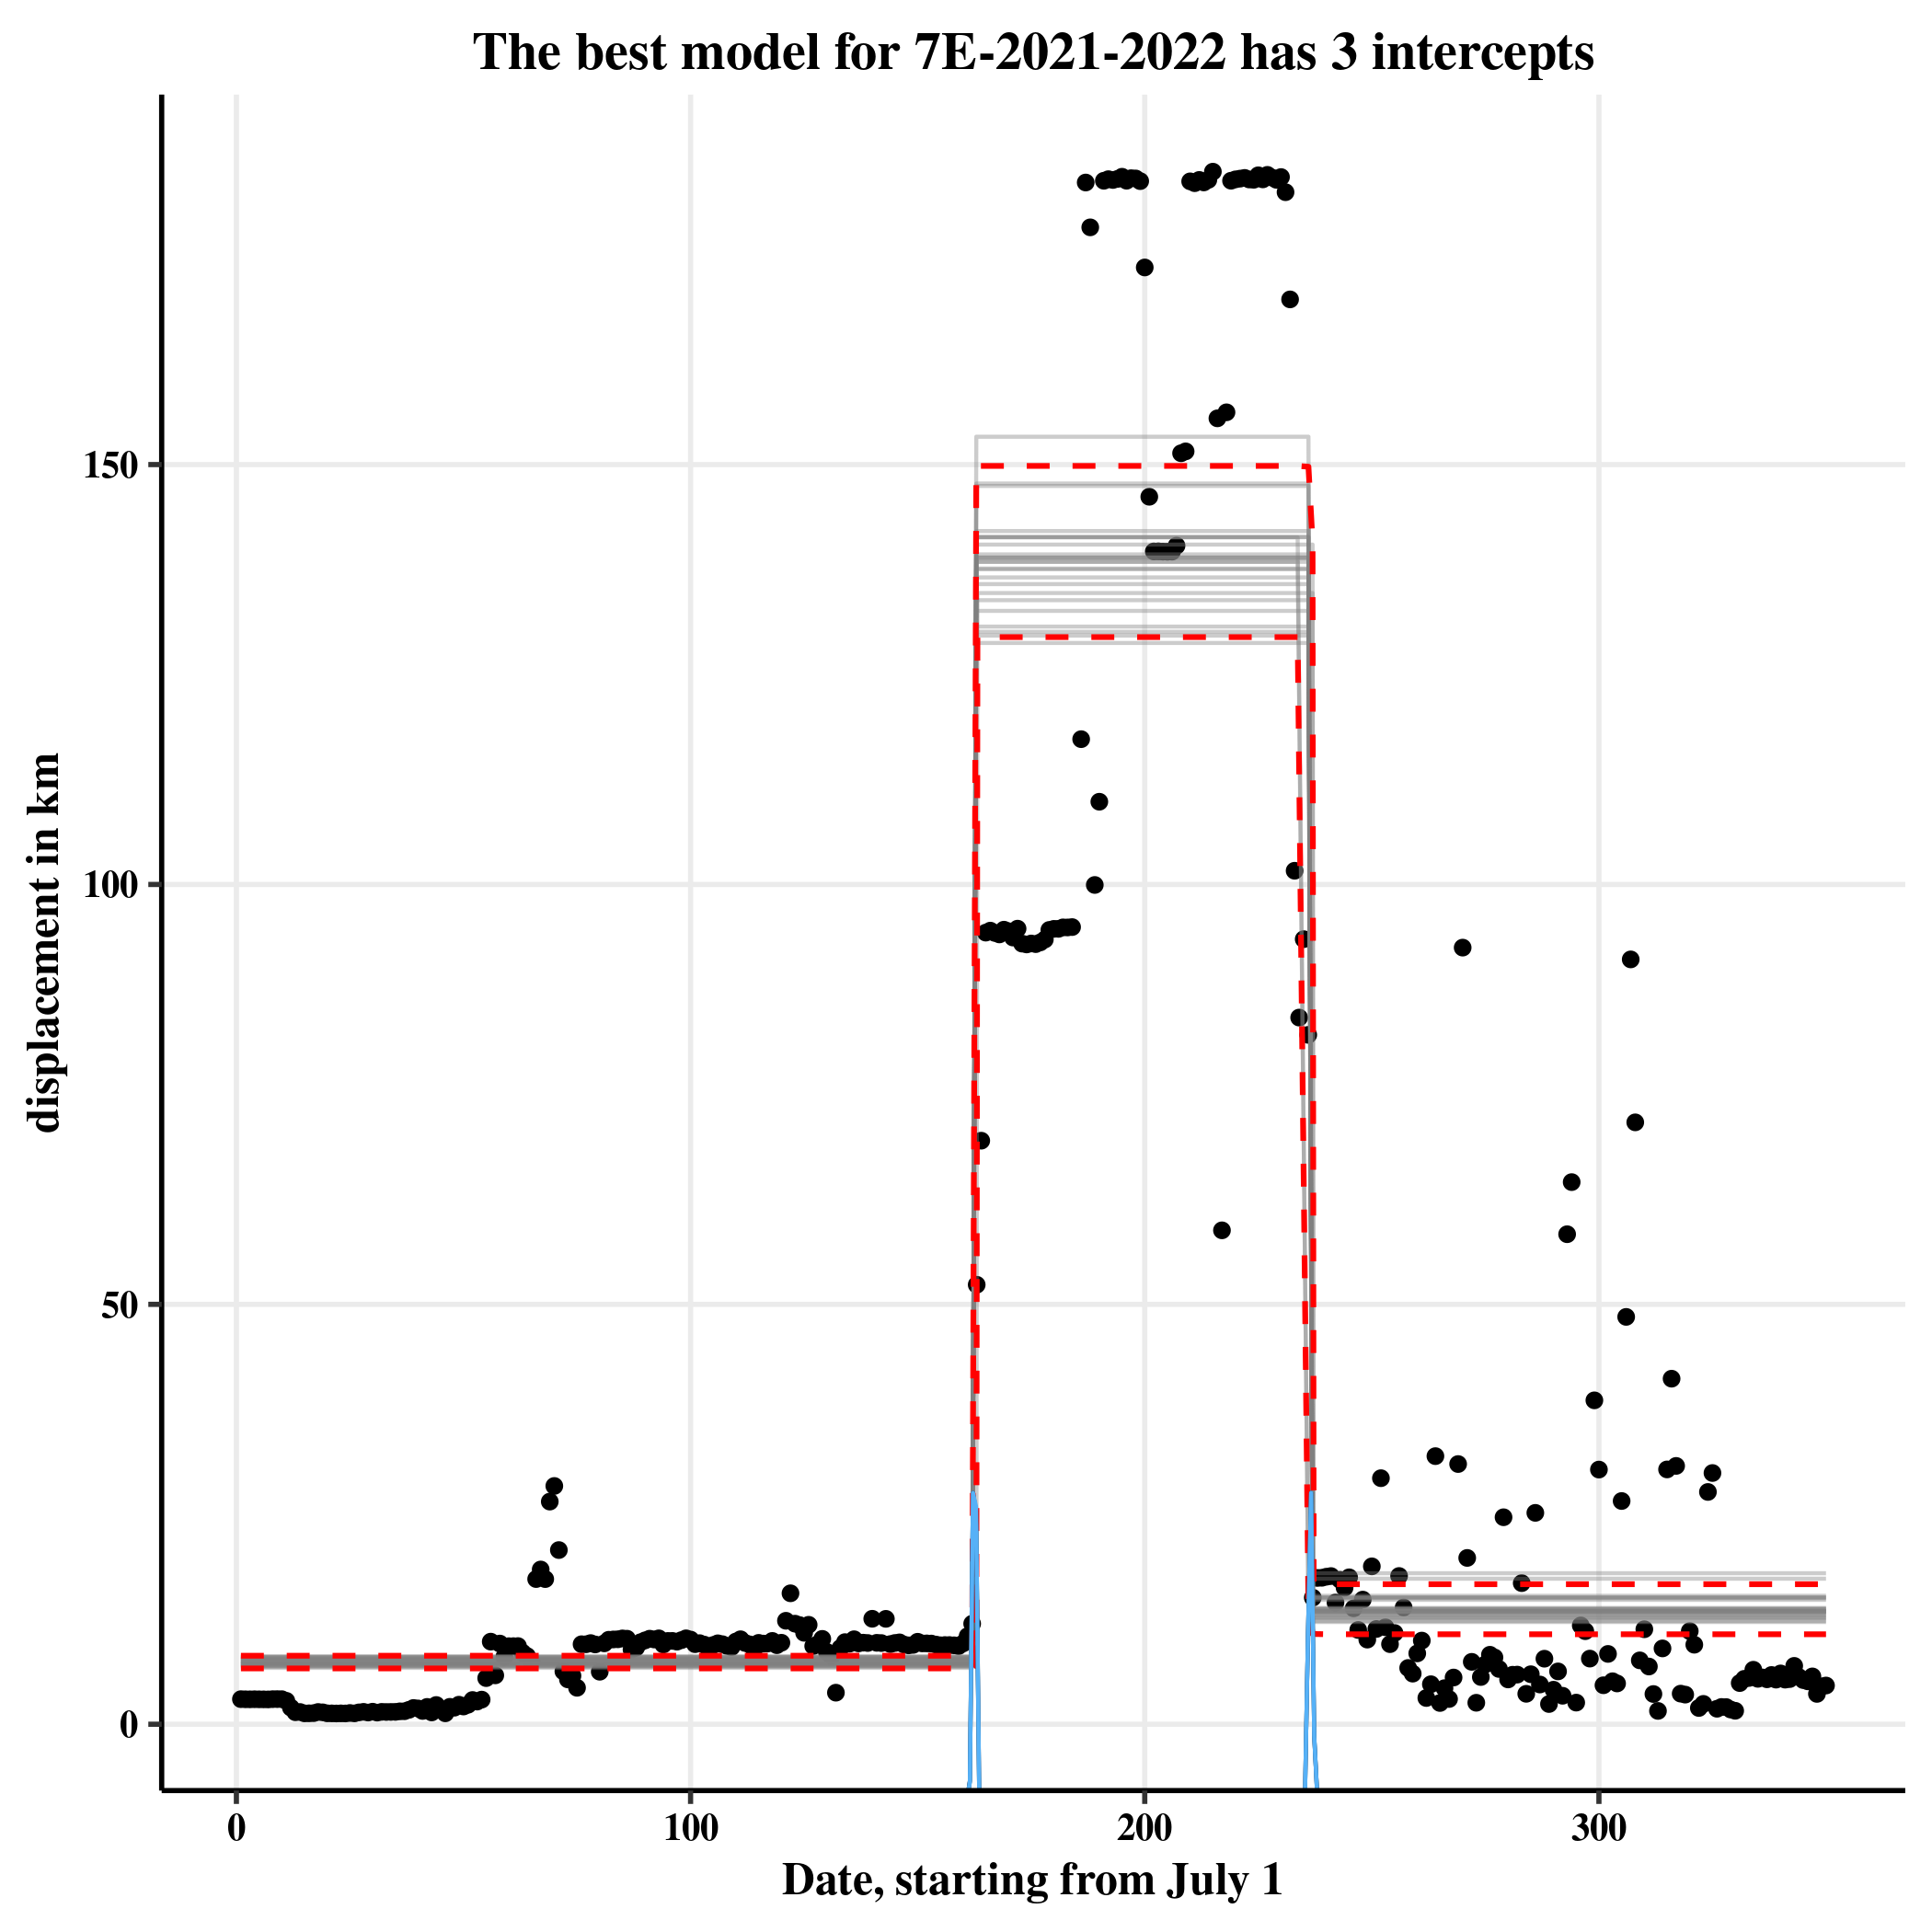 The best model for 7E-2021-2022 has 3 intercepts
displacement in km
150
100
50
0
0 100 200 300
Date, starting from July 1